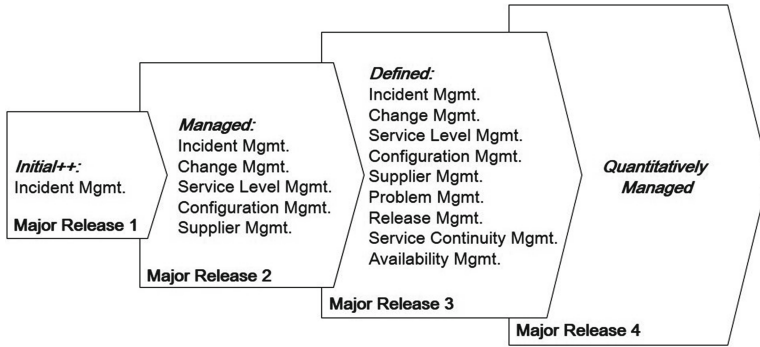 Initial++:
Incident Mgmt.
Major Release 1
Managed:
Incident Mgmt.
Change Mgmt.
Service Level Mgmt.
Configuration Mgmt.
Supplier Mgmt.
Major Release 2
Defined:
Incident Mgmt.
Change Mgmt.
Service Level Mgmt.
Configuration Mgmt.
Supplier Mgmt.
Problem Mgmt.
Release Mgmt.
Service Continuity Mgmt.
Availability Mgmt.
Major Release 3
Quantitatively
Managed
Major Release 4